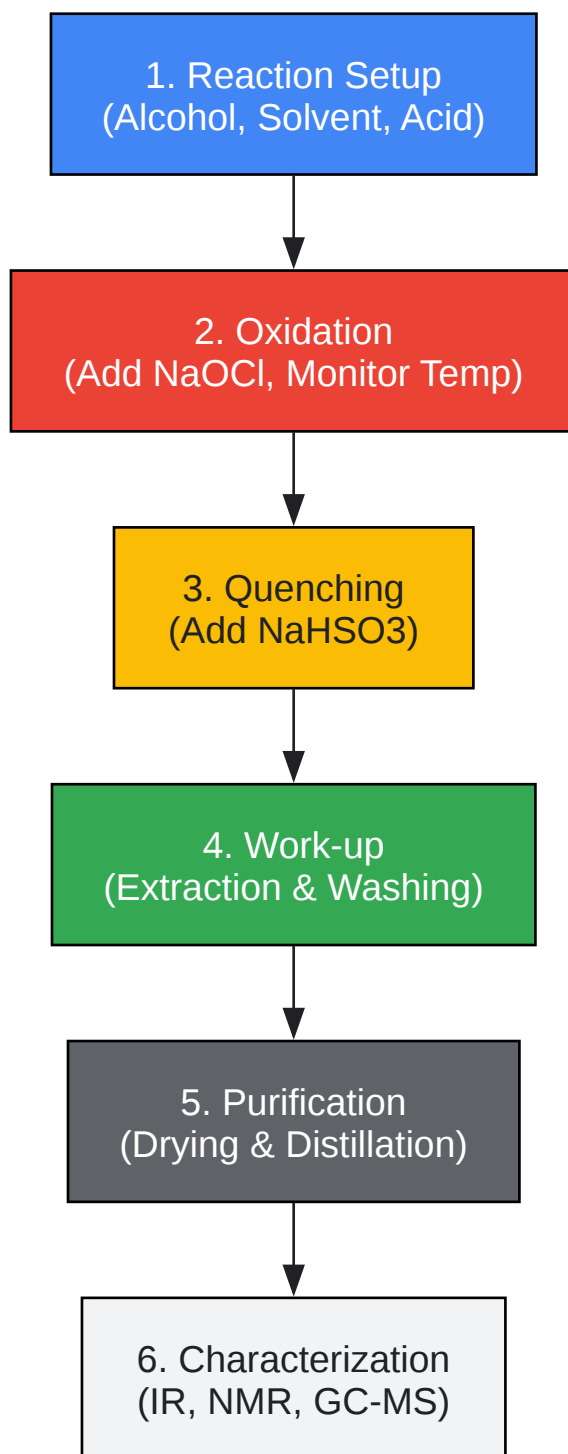 1. Reaction Setup
(Alcohol, Solvent, Acid)
2. Oxidation
(Add NaOCl, Monitor Temp)
3. Quenching
(Add NaHSO3)
4. Work-up
(Extraction & Washing)
5. Purification
(Drying & Distillation)
6. Characterization
(IR, NMR, GC-MS)